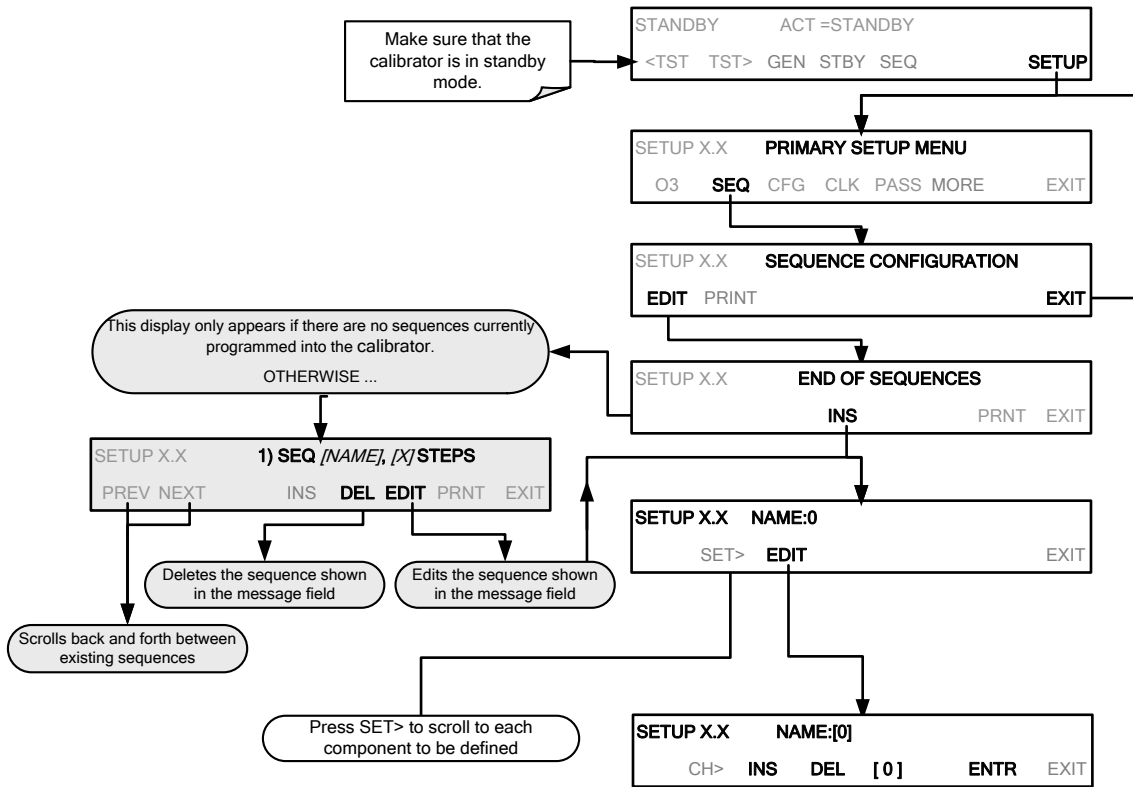 Make sure that the
calibrator is in standby
mode.
STANDBY ACT =STANDBY
<TST TST> GEN STBY SEQ SETUP
SETUP X.X PRIMARY SETUP MENU
O3 SEQ CFG CLK PASS MORE EXIT
SETUP X.X SEQUENCE CONFIGURATION
EDIT PRINT EXIT
This display only appears if there are no sequences currently
programmed into the calibrator.
OTHERWISE ...
SETUP X.X END OF SEQUENCES
INS PRNT EXIT
SETUP X.X 1) SEQ [NAME], [X] STEPS
PREV NEXT INS DEL EDIT PRNT EXIT
Deletes the sequence shown
in the message field
Edits the sequence shown
in the message field
Scrolls back and forth between
existing sequences
SETUP X.X NAME:0
SET> EDIT EXIT
Press SET> to scroll to each
component to be defined
SETUP X.X NAME:[0]
CH> INS DEL [ 0 ] ENTR EXIT